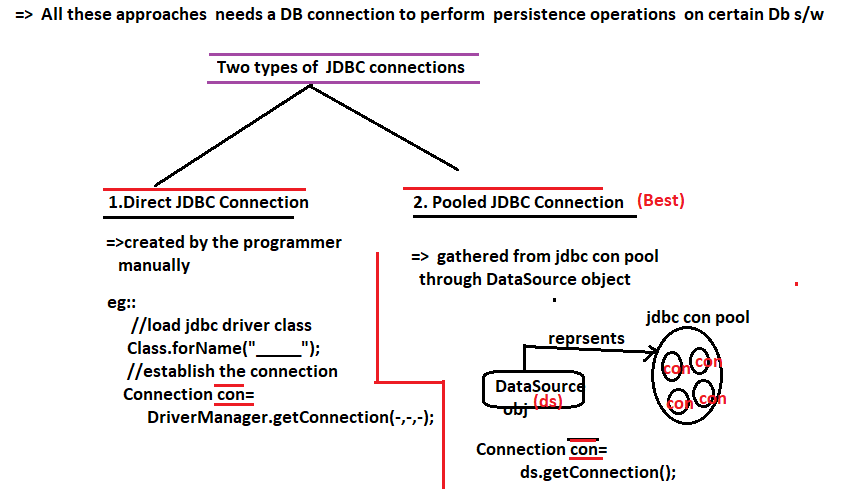 => All these approaches needs a DB connection to perform persistence operations on certain Db s/w
Two types of JDBC connections
1.Direct JDBC Connection
=>created by the programmer
manually
eg::
//load jdbc driver class
Class.forName("_____");
//establish the connection
Connection con=
DriverManager.getConnection(-,-,-);
2. Pooled JDBC Connection (Best)
=> gathered from jdbc con pool
through DataSource object
jdbc con pool
reprsents
con con
con con
DataSource
obj (ds)
Connection con=
ds.getConnection();